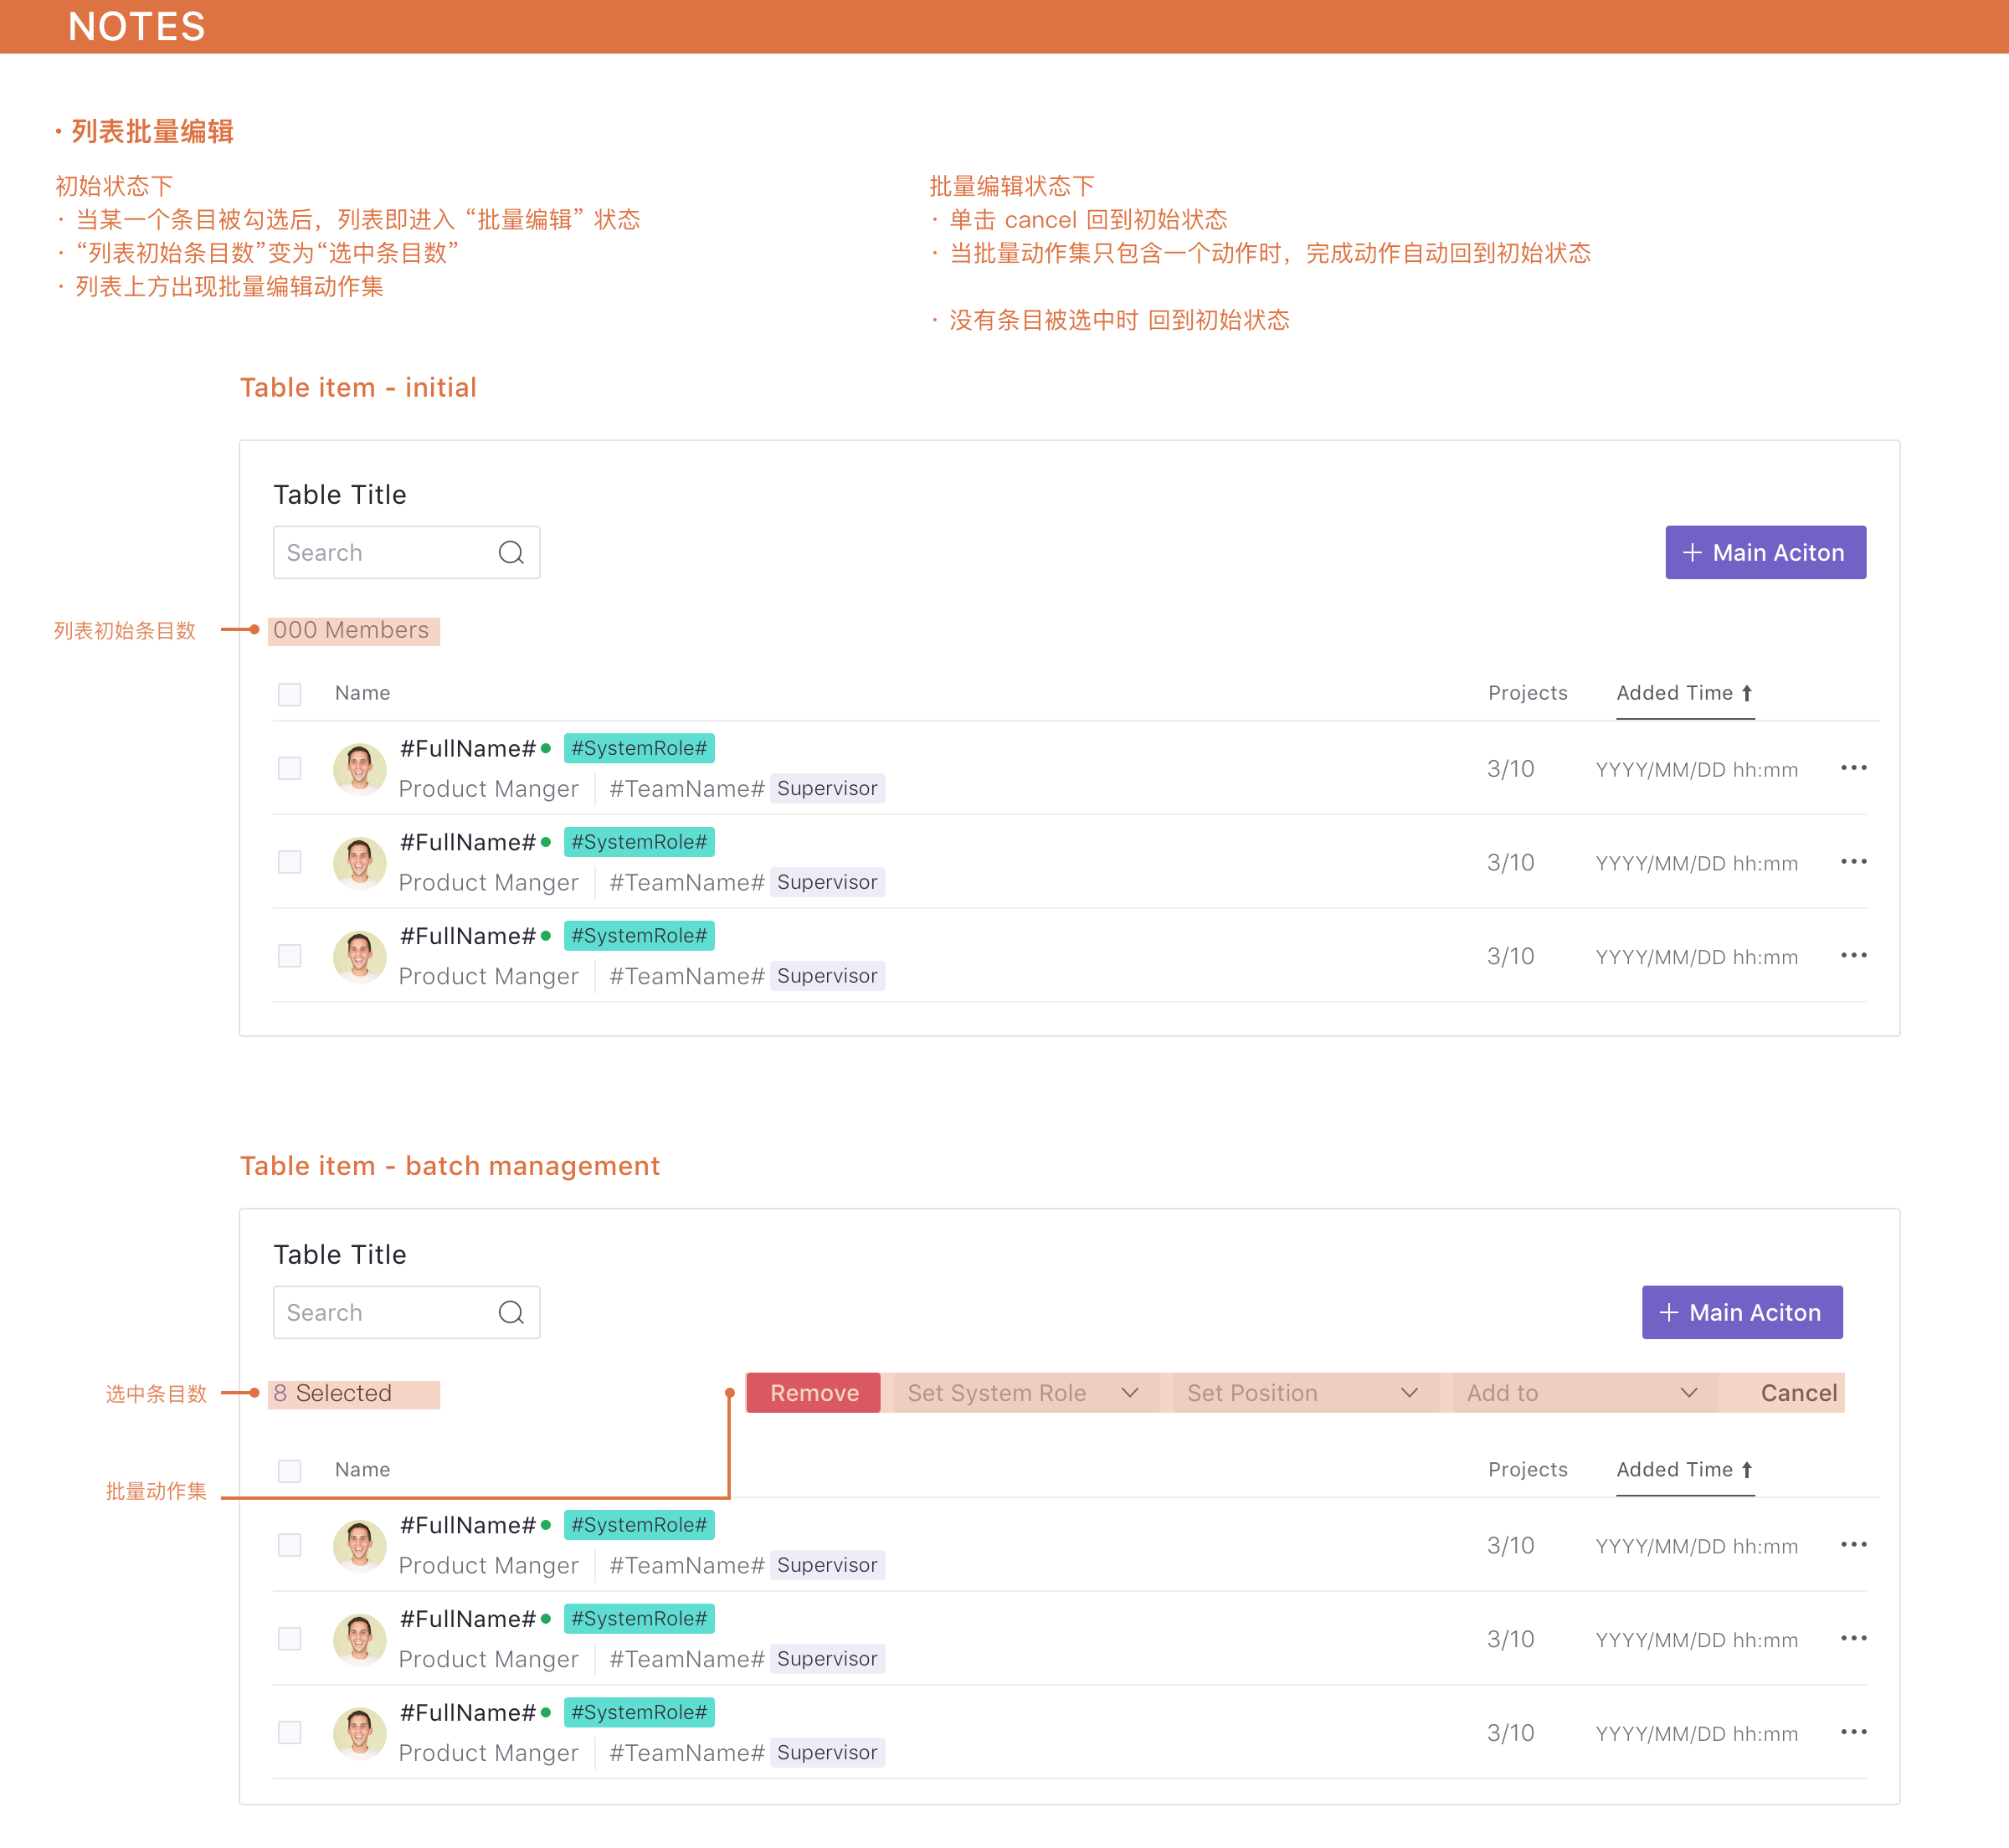 NOTES
· 列表批量编辑
初始状态下
· 当某一个条目被勾选后，列表即进入 “批量编辑” 状态
· “列表初始条目数”变为“选中条目数”
· 列表上方出现批量编辑动作集
批量编辑状态下
· 单击 cancel 回到初始状态
· 当批量动作集只包含一个动作时，完成动作自动回到初始状态
· 没有条目被选中时 回到初始状态
Table item - initial
Table Title
Search
+ Main Aciton
列表初始条目数
000 Members
Name Projects Added Time
#FullName# #SystemRole#
Product Manger #TeamName# Supervisor
3/10 YYYY/MM/DD hh:mm
#FullName# #SystemRole#
Product Manger #TeamName# Supervisor
3/10 YYYY/MM/DD hh:mm
#FullName# #SystemRole#
Product Manger #TeamName# Supervisor
3/10 YYYY/MM/DD hh:mm
Table item - batch management
Table Title
Search
+ Main Aciton
选中条目数
8 Selected
Remove Set System Role Set Position Add to Cancel
批量动作集
Name Projects Added Time
#FullName# #SystemRole#
Product Manger #TeamName# Supervisor
3/10 YYYY/MM/DD hh:mm
#FullName# #SystemRole#
Product Manger #TeamName# Supervisor
3/10 YYYY/MM/DD hh:mm
#FullName# #SystemRole#
Product Manger #TeamName# Supervisor
3/10 YYYY/MM/DD hh:mm